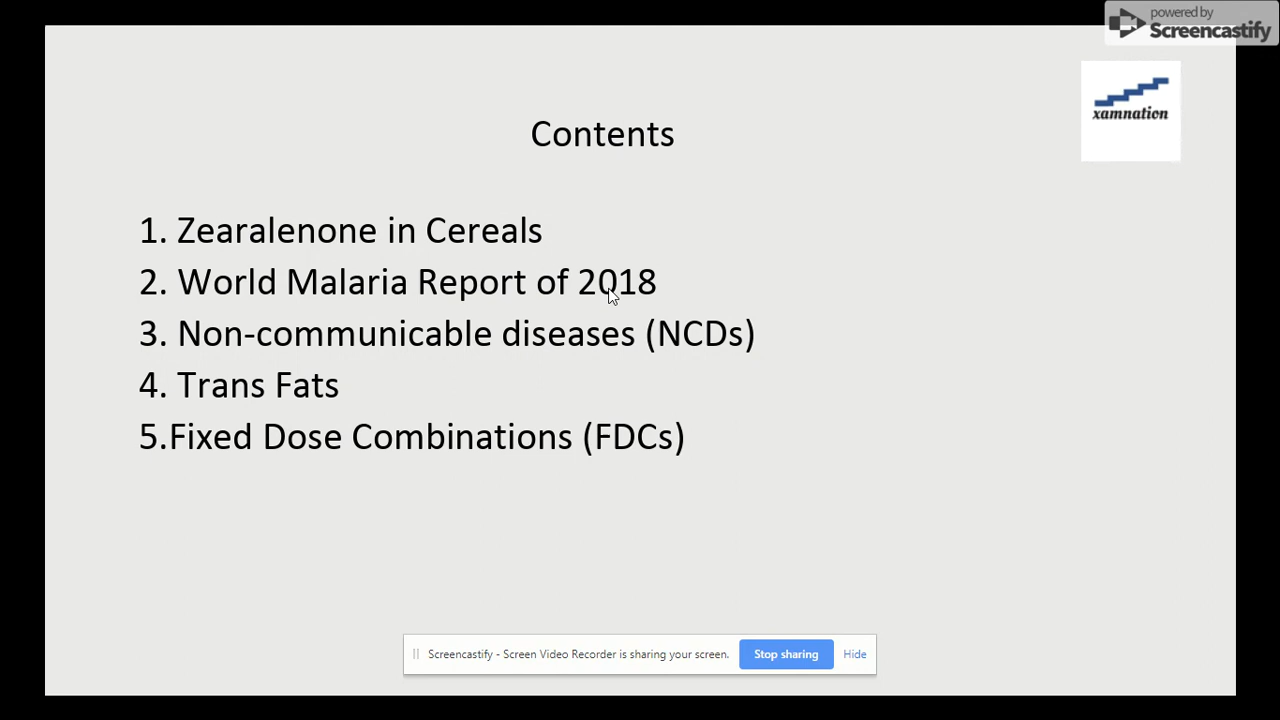 powered by
Screencastify
xamnation
Contents
1. Zearalenone in Cereals
2. World Malaria Report of 2018
3. Non-communicable diseases (NCDs)
4. Trans Fats
5.Fixed Dose Combinations (FDCs)
Screencastify - Screen Video Recorder is sharing your screen. Stop sharing Hide